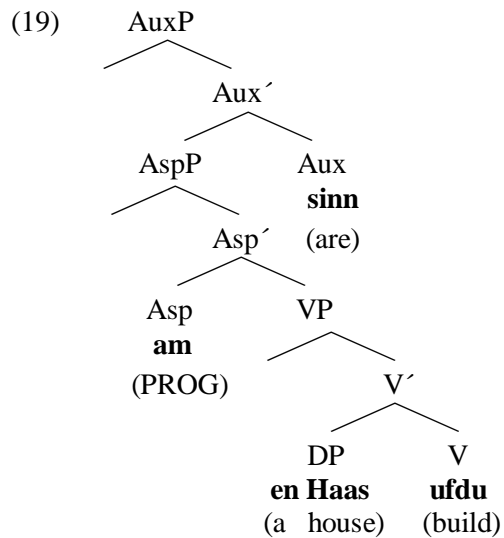 (19) AuxP
Aux´
AspP Aux
sinn
Asp´ (are)
Asp VP
am
(PROG) V´
DP V
en Haas ufdu
(a house) (build)